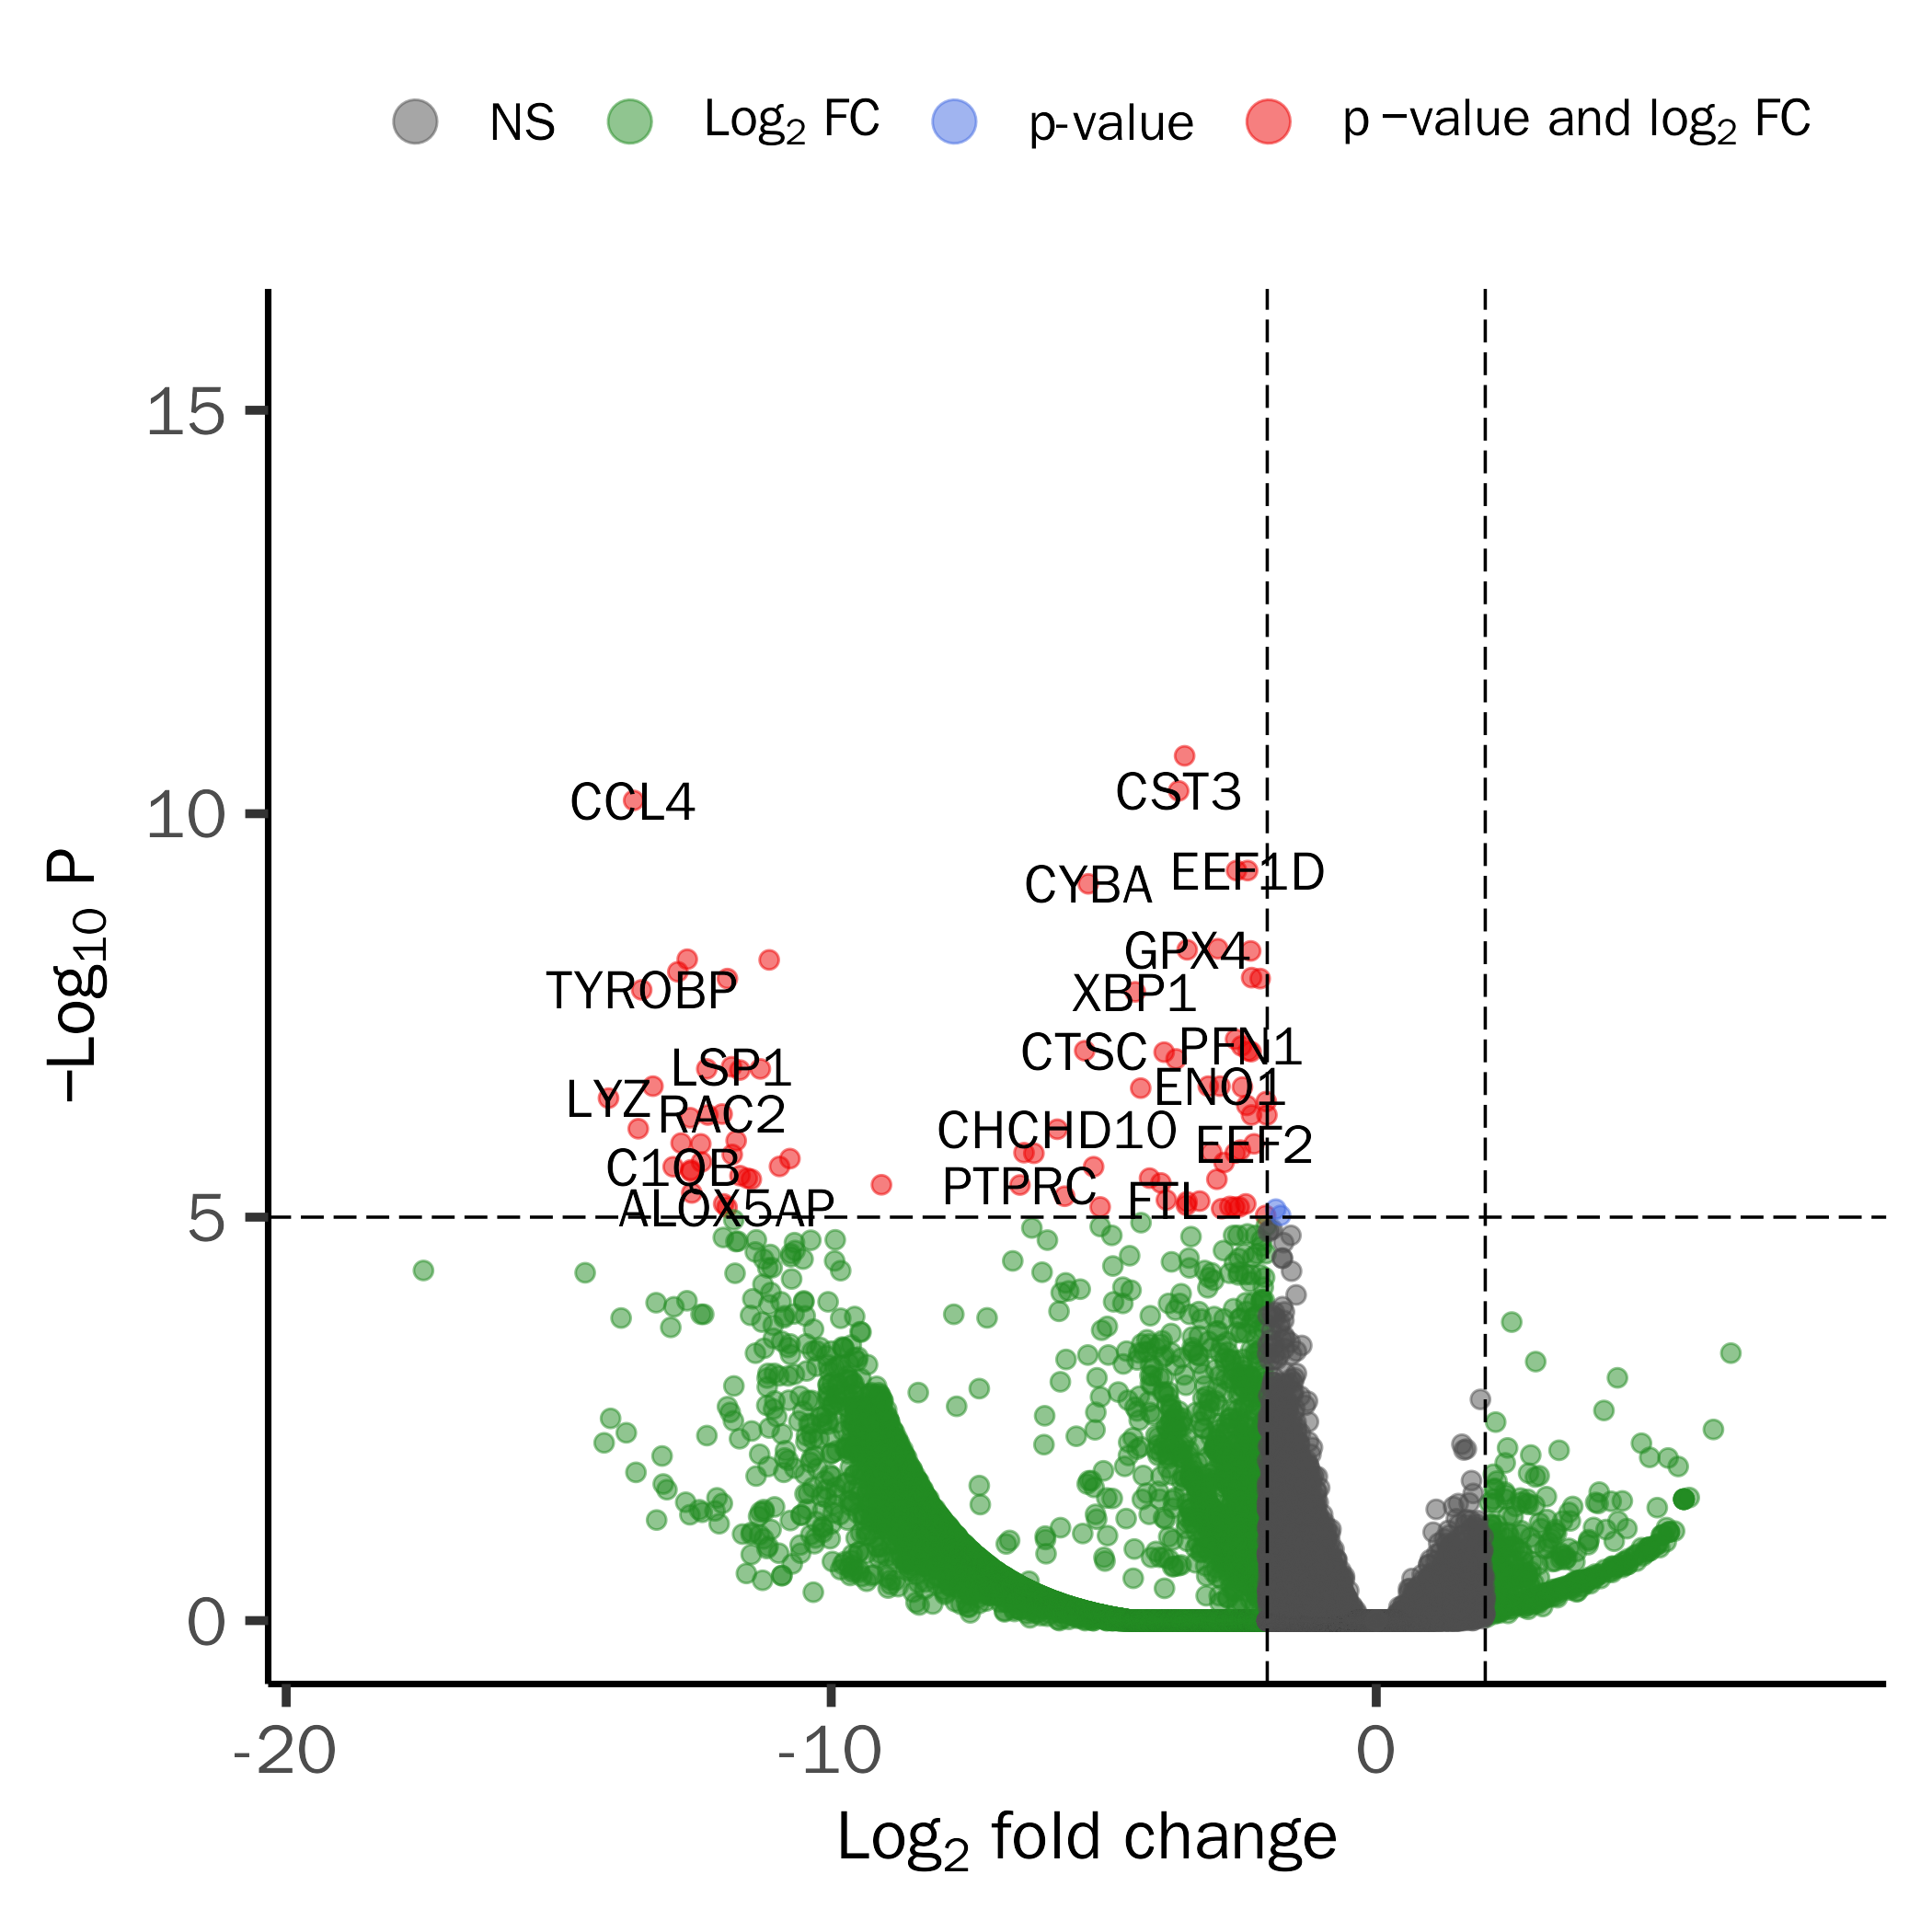 NS Log2 FC p-value p −value and log2 FC
−Log10 P
15
10
5
0
CCL4
CST3
EEF1D
CYBA
GPX4
TYROBP
XBP1
PFN1
CTSC
LSP1
ENO1
LYZ
RAC2
CHCHD10
EEF2
C1QB
PTPRC
FTL
ALOX5AP
-20 -10 0
Log2 fold change